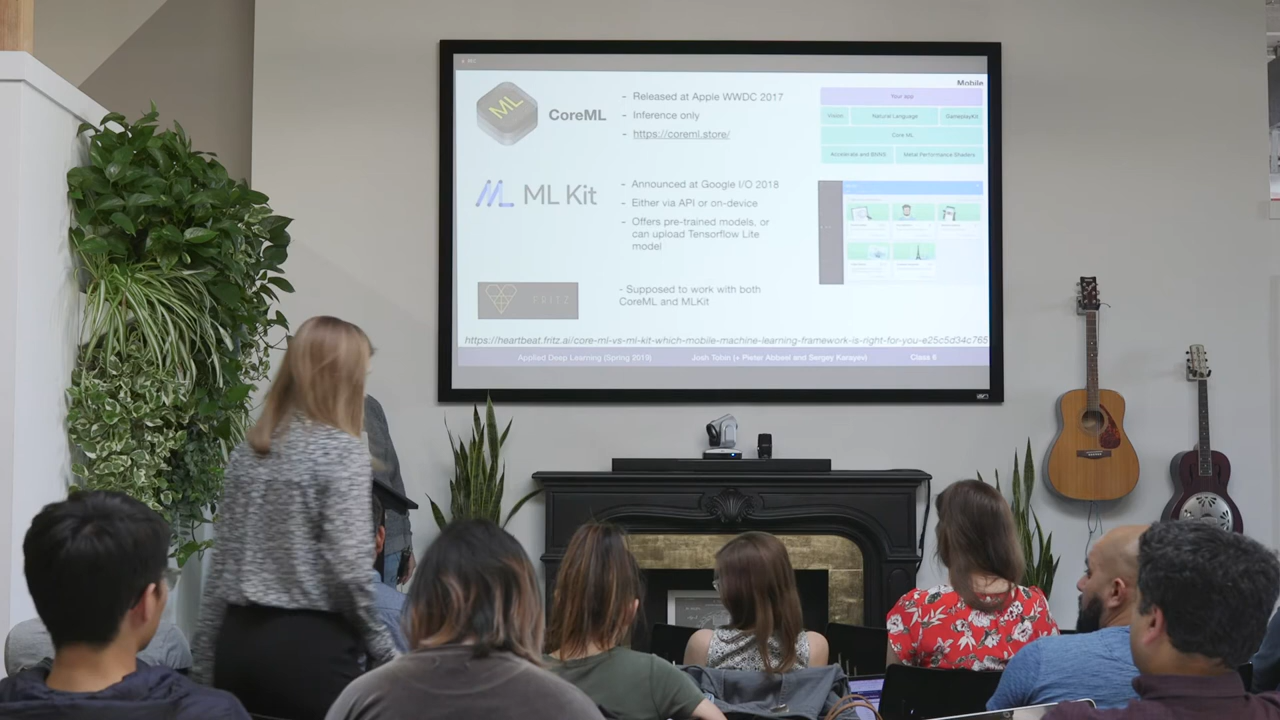 Mobile
ML
CoreML
- Released at Apple WWDC 2017
- Inference only
- https://coreml.store/
Your app
Vision
Natural Language
GameplayKit
Core ML
Accelerate and BNNS
Metal Performance Shaders
ML Kit
- Announced at Google I/O 2018
- Either via API or on-device
- Offers pre-trained models, or
can upload Tensorflow Lite
model
FRITZ
- Supposed to work with both
CoreML and MLKit
https://heartbeat.fritz.ai/core-ml-vs-ml-kit-which-mobile-machine-learning-framework-is-right-for-you-e25c5d34c765
Applied Deep Learning (Spring 2019)
Josh Tobin (+ Pieter Abbeel and Sergey Karayev)
Class 6